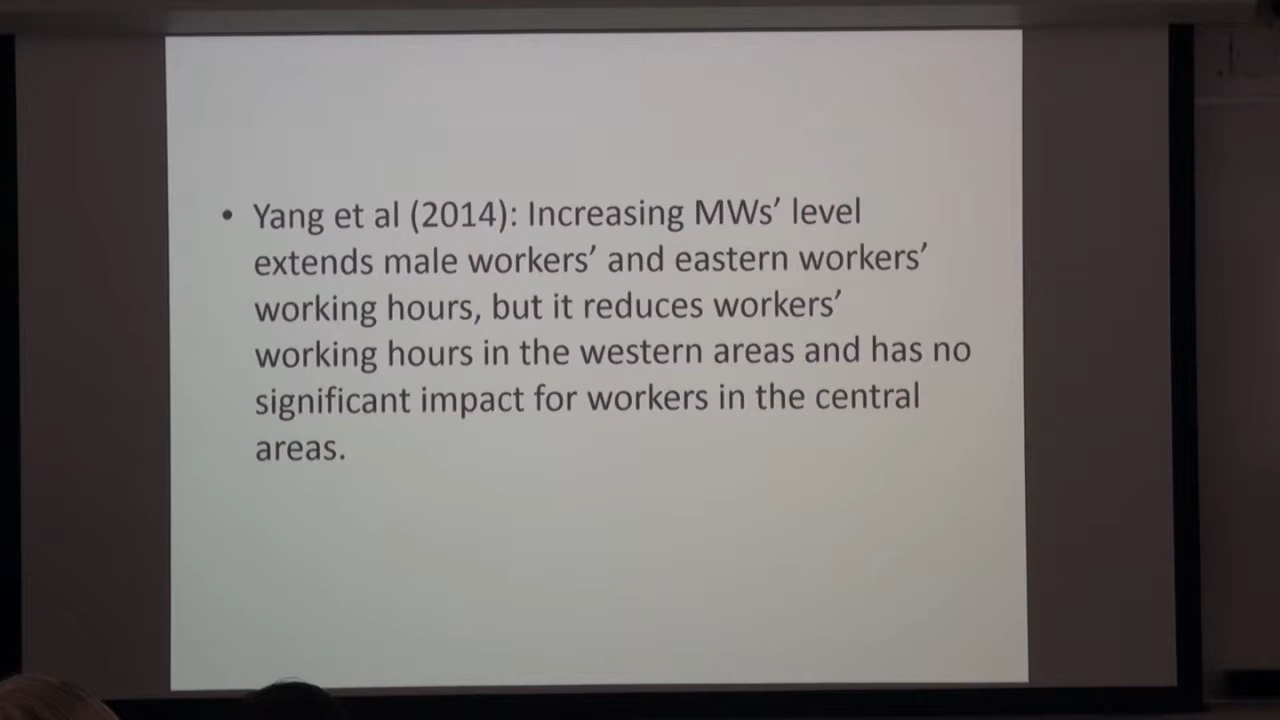 • Yang et al (2014): Increasing MWs’ level
extends male workers’ and eastern workers’
working hours, but it reduces workers’
working hours in the western areas and has no
significant impact for workers in the central
areas.